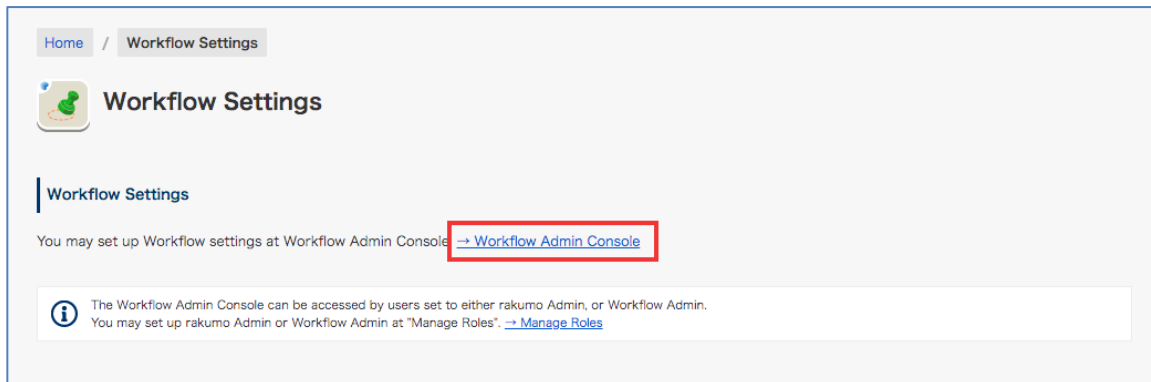 Home / Workflow Settings
Workflow Settings
Workflow Settings
You may set up Workflow settings at Workflow Admin Console → Workflow Admin Console
The Workflow Admin Console can be accessed by users set to either rakumo Admin, or Workflow Admin.
You may set up rakumo Admin or Workflow Admin at "Manage Roles". → Manage Roles